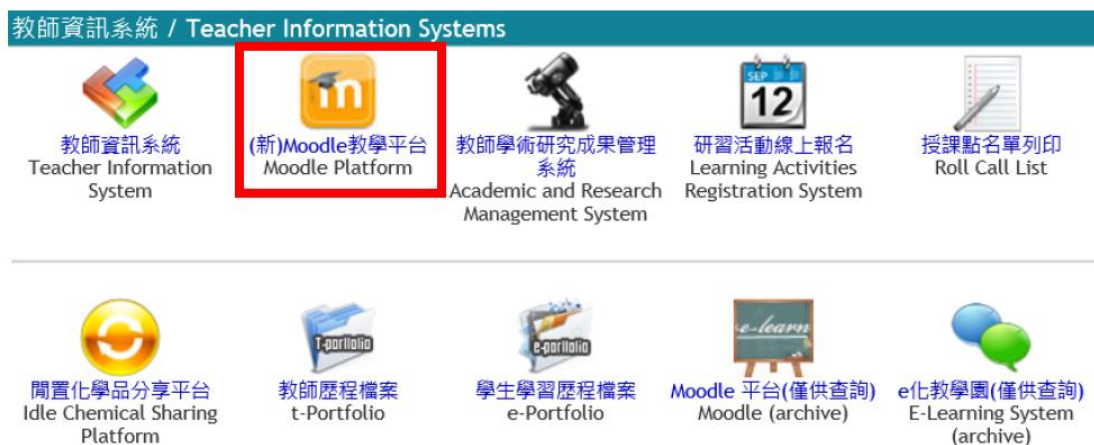 教師資訊系統 / Teacher Information Systems
教師資訊系統
Teacher Information
System
(新)Moodle教學平台
Moodle Platform
教師學術研究成果管理
系統
Academic and Research
Management System
SEP
12
研習活動線上報名
Learning Activities
Registration System
授課點名單列印
Roll Call List
閒置化學品分享平台
Idle Chemical Sharing
Platform
T-portfolio
教師歷程檔案
t-Portfolio
e-portfolio
學生學習歷程檔案
e-Portfolio
e-learn
Moodle 平台(僅供查詢)
Moodle (archive)
e化教學園(僅供查詢)
E-Learning System
(archive)